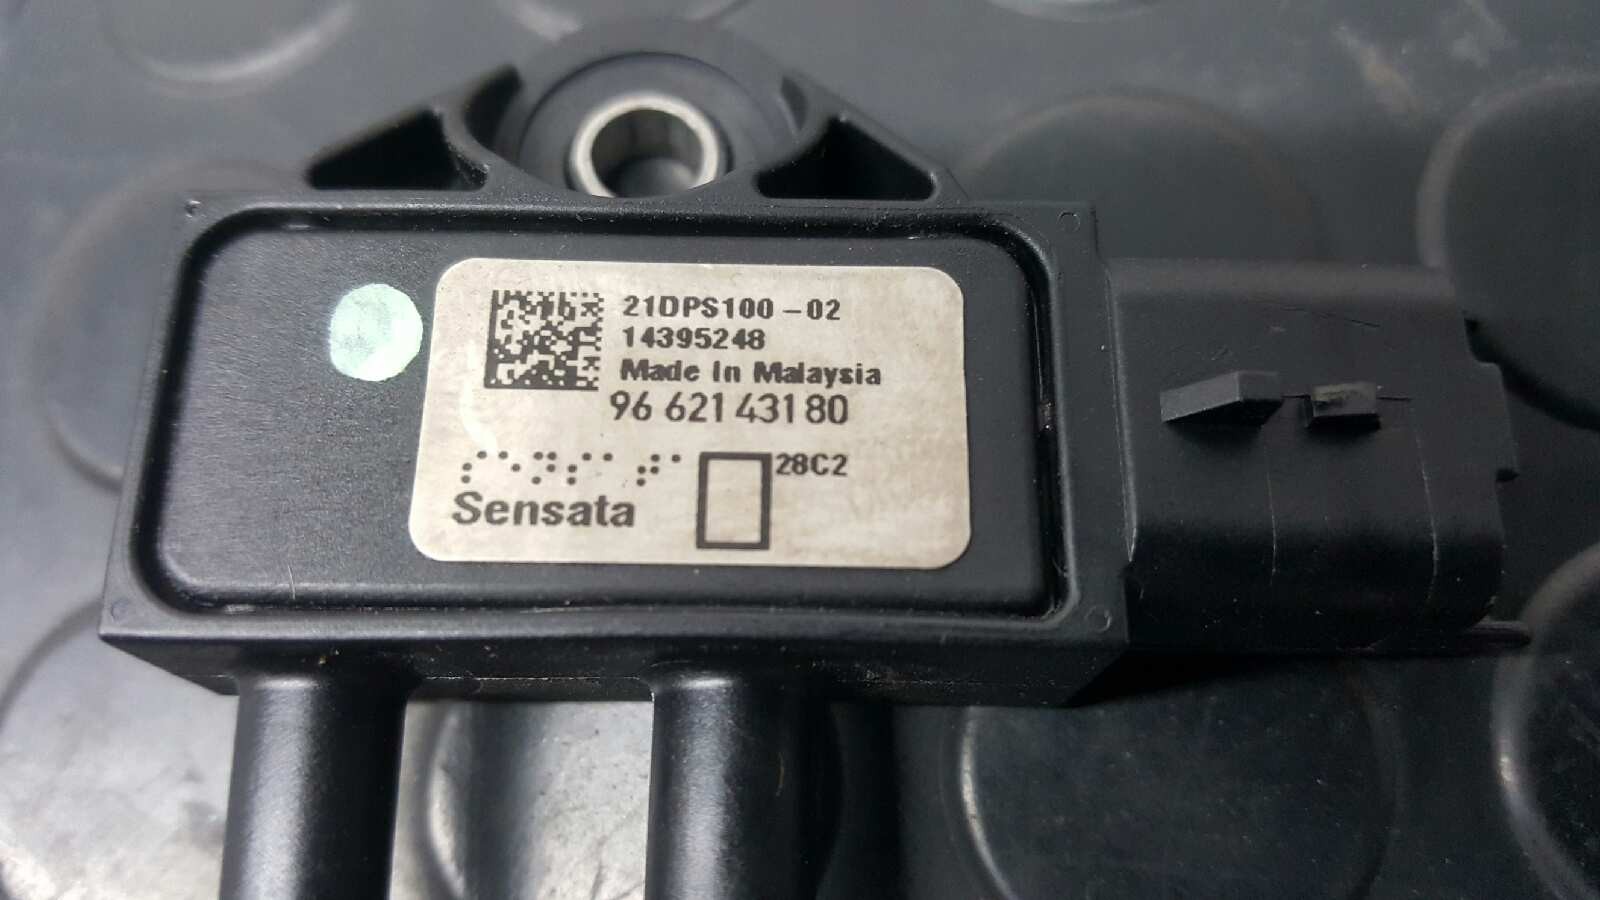 21DPS100-02
14395248
Made In Malaysia
96 621 431 80
28C2
Sensata